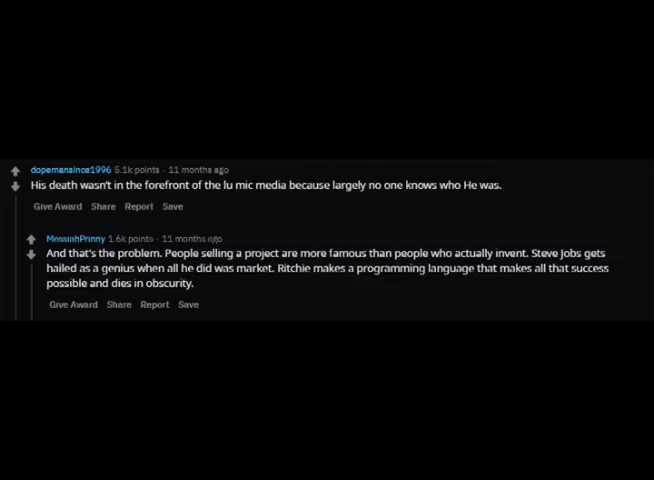 dopemansince1996 5.1k points · 11 months ago
His death wasn't in the forefront of the lu mic media because largely no one knows who He was.
Give Award Share Report Save
MessiahPrinny 1.6k points · 11 months ago
And that's the problem. People selling a project are more famous than people who actually invent. Steve Jobs gets
hailed as a genius when all he did was market. Ritchie makes a programming language that makes all that success
possible and dies in obscurity.
Give Award Share Report Save